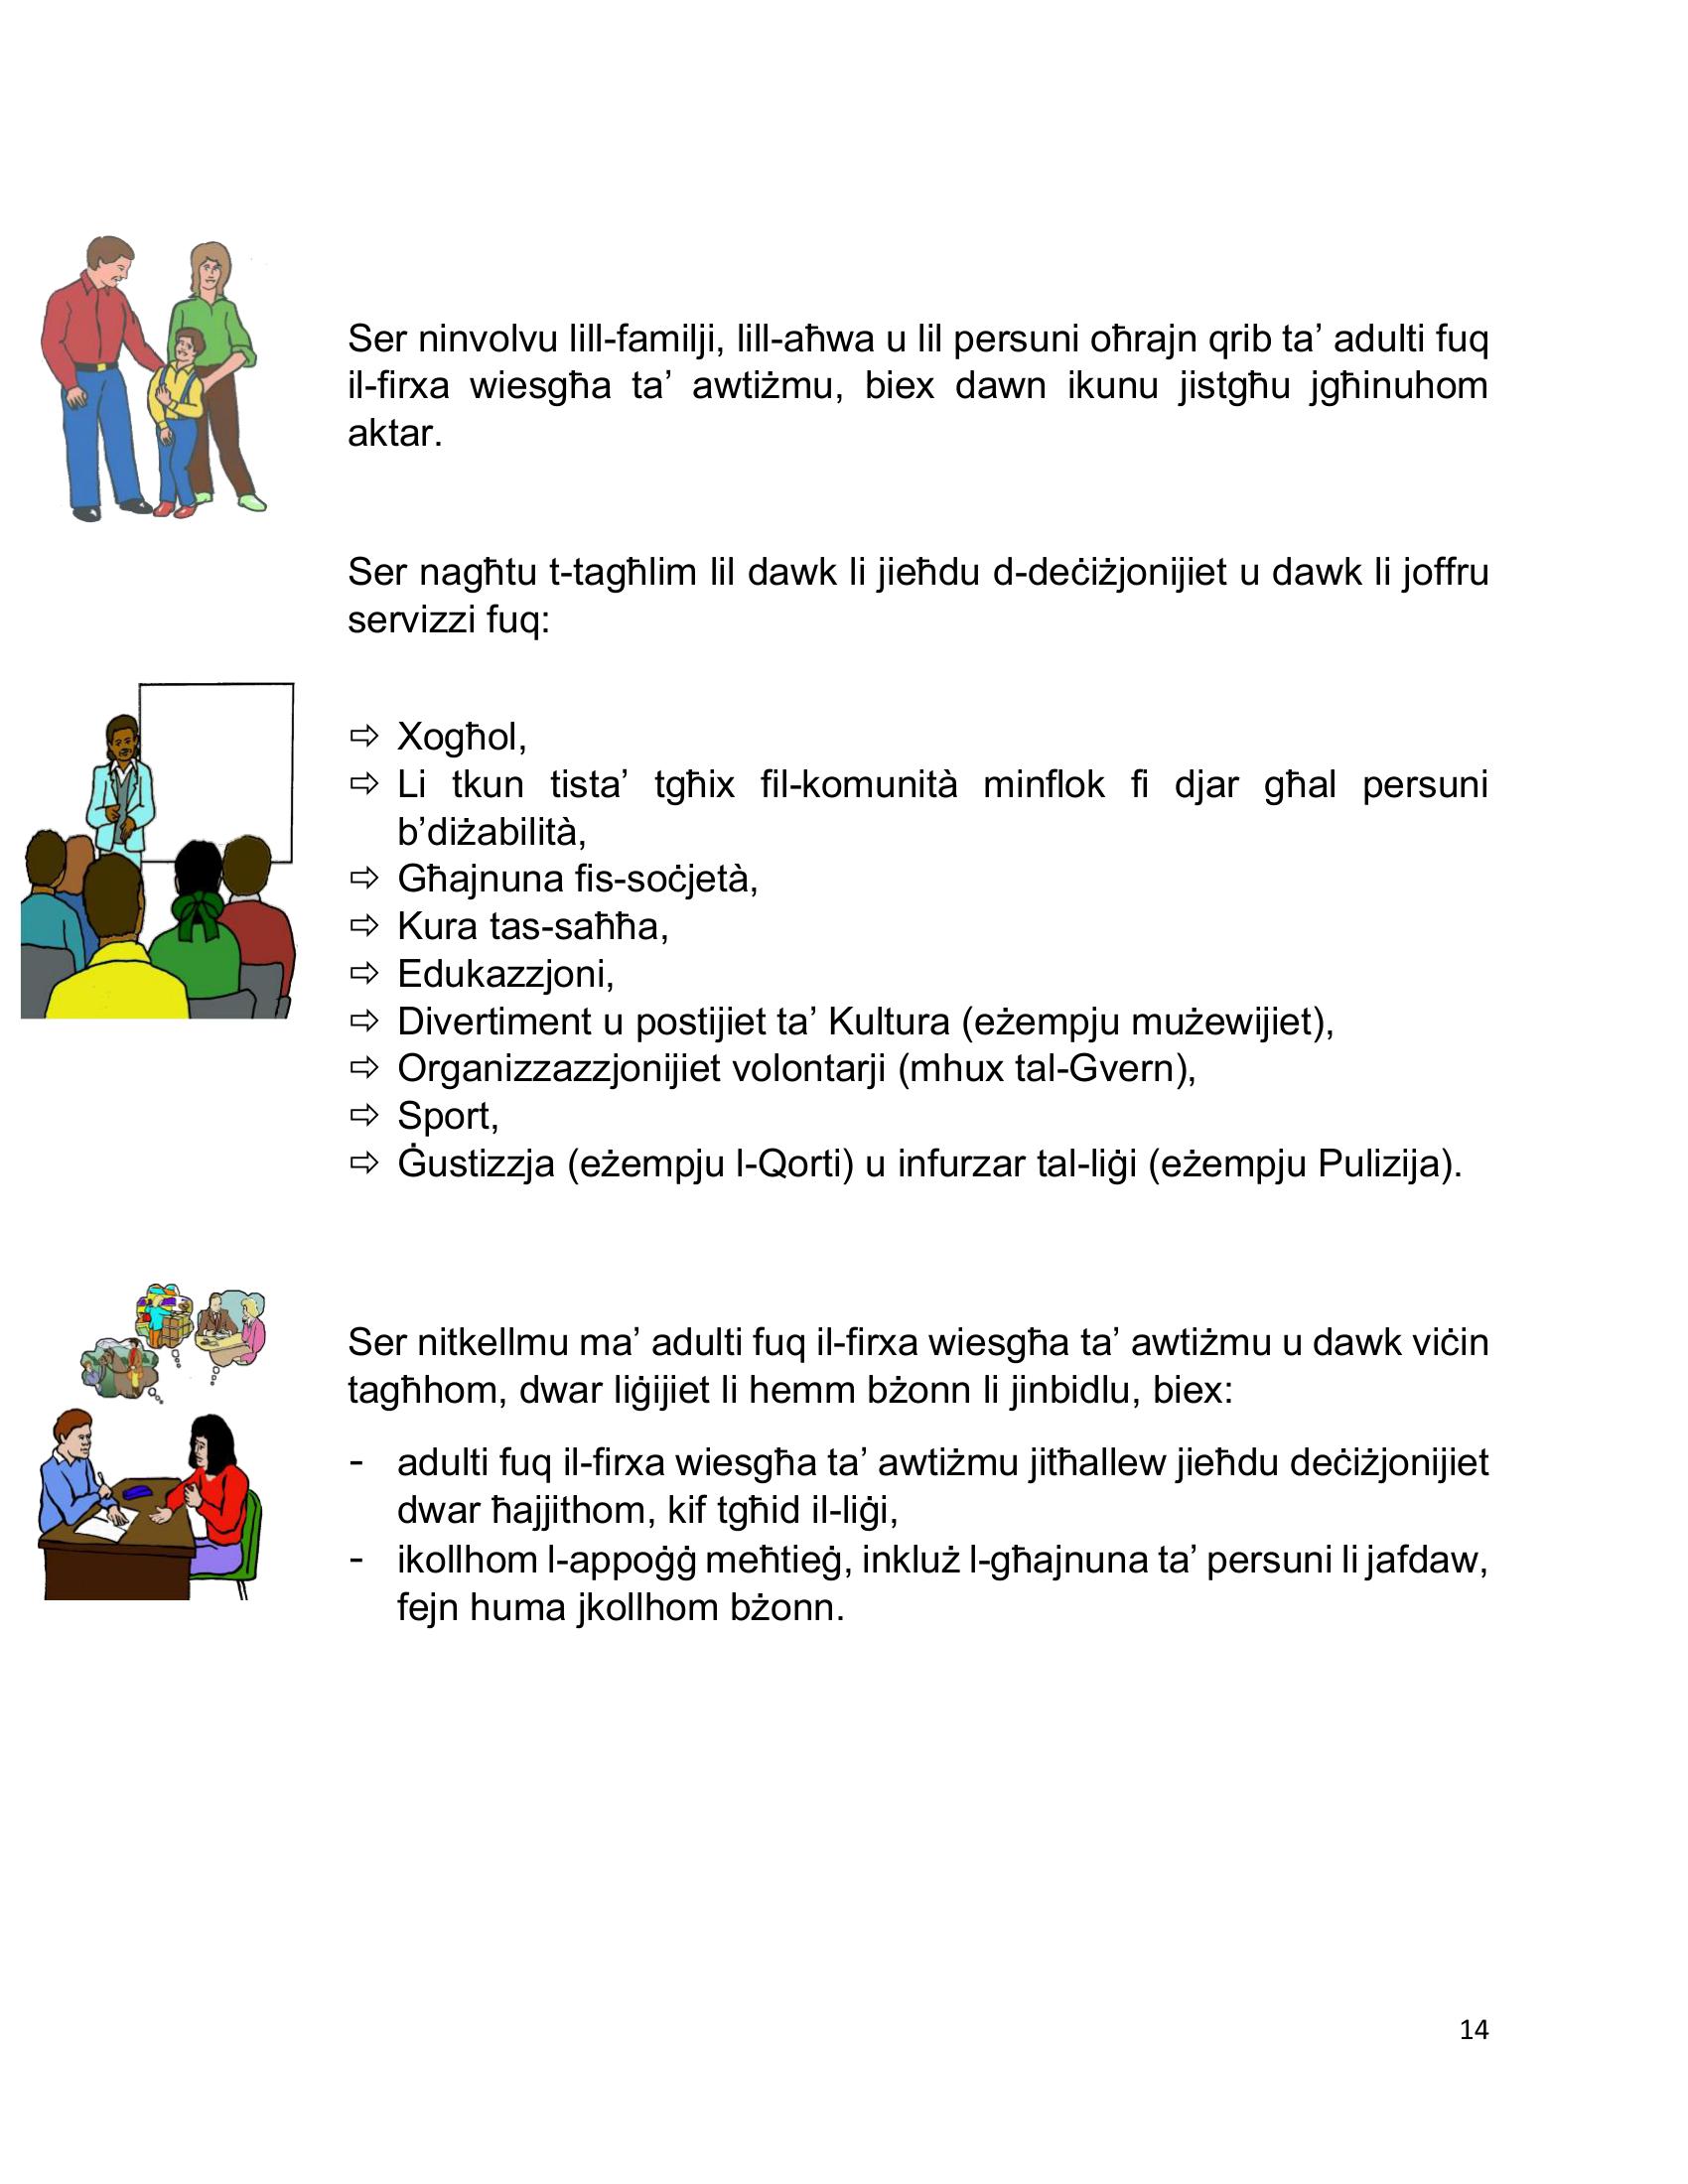 Ser ninvolvu lill-familji, lill-aħwa u lil persuni oħrajn qrib ta’ adulti fuq
il-firxa wiesgħa ta’ awtiżmu, biex dawn ikunu jistgħu jgħinuhom
aktar.
Ser nagħtu t-tagħlim lil dawk li jieħdu d-deċiżjonijiet u dawk li joffru
servizzi fuq:
⇨ Xogħol,
⇨ Li tkun tista’ tgħix fil-komunità minflok fi djar għal persuni
b’diżabilità,
⇨ Għajnuna fis-soċjetà,
⇨ Kura tas-saħħa,
⇨ Edukazzjoni,
⇨ Divertiment u postijiet ta’ Kultura (eżempju mużewijiet),
⇨ Organizzazzjonijiet volontarji (mhux tal-Gvern),
⇨ Sport,
⇨ Ġustizzja (eżempju l-Qorti) u infurzar tal-liġi (eżempju Pulizija).
Ser nitkellmu ma’ adulti fuq il-firxa wiesgħa ta’ awtiżmu u dawk viċin
tagħhom, dwar liġijiet li hemm bżonn li jinbidlu, biex:
- adulti fuq il-firxa wiesgħa ta’ awtiżmu jitħallew jieħdu deċiżjonijiet
dwar ħajjithom, kif tgħid il-liġi,
- ikollhom l-appoġġ meħtieġ, inkluż l-għajnuna ta’ persuni li jafdaw,
fejn huma jkollhom bżonn.
14